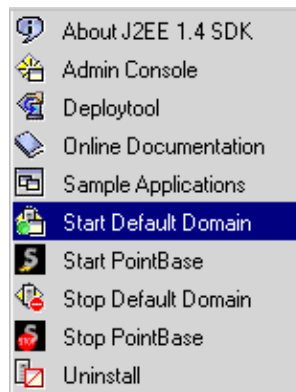 About J2EE 1.4 SDK
Admin Console
Deploytool
Online Documentation
Sample Applications
Start Default Domain
Start PointBase
Stop Default Domain
Stop PointBase
Uninstall